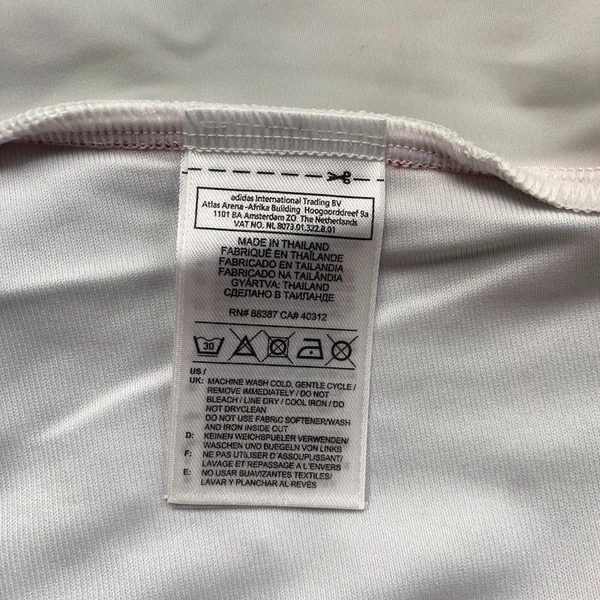 adidas International Trading BV
Atlas Arena -Afrika Building Hoogoorddreef 9a
1101 BA Amsterdam ZO The Netherlands
VAT NO. NL 8073.01.322.B.01
MADE IN THAILAND
FABRIQUÉ EN THAÏLANDE
FABRICADO EN TAILANDIA
FABRICADO NA TAILÂNDIA
GYÁRTVA: THAILAND
СДЕЛАНО В ТАИЛАНДЕ
RN# 88387 CA# 40312
30
US /
UK: MACHINE WASH COLD, GENTLE CYCLE /
REMOVE IMMEDIATELY / DO NOT
BLEACH / LINE DRY / COOL IRON / DO
NOT DRYCLEAN
DO NOT USE FABRIC SOFTENER/WASH
AND IRON INSIDE OUT
D: KEINEN WEICHSPUELER VERWENDEN/
WASCHEN UND BUEGELN VON LINKS
F: NE PAS UTILISER D'ASSOUPLISSANT/
LAVAGE ET REPASSAGE A L'ENVERS
E: NO USAR SUAVIZANTES TEXTILES/
LAVAR Y PLANCHAR AL REVÉS